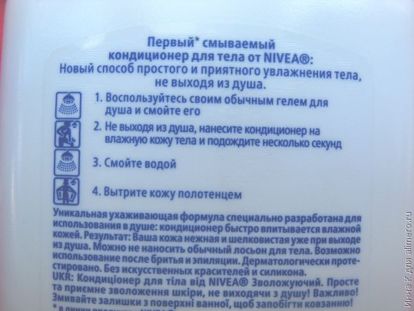 Первый* смываемый
кондиционер для тела от NIVEA®:
Новый способ простого и приятного увлажнения тела,
не выходя из душа.
1. Воспользуйтесь своим обычным гелем для
душа и смойте его
2. Не выходя из душа, нанесите кондиционер на
влажную кожу тела и подождите несколько секунд
3. Смойте водой
4. Вытрите кожу полотенцем
Уникальная ухаживающая формула специально разработана для
использования в душе: кондиционер быстро впитывается влажной
кожей. Результат: Ваша кожа нежная и шелковистая уже при выходе
из душа. Можно не наносить обычный лосьон для тела. Возможно
использование после бритья и эпиляции. Дерматологически проте-
стировано. Без искусственных красителей и силикона.
UKR: Кондиціонер для тіла від NIVEA® Зволожуючий. Просте
та приємне зволоження шкіри, не виходячи з душу! Важливо!
Змивайте залишки з поверхні ванної, щоб запобігти ковзанню!